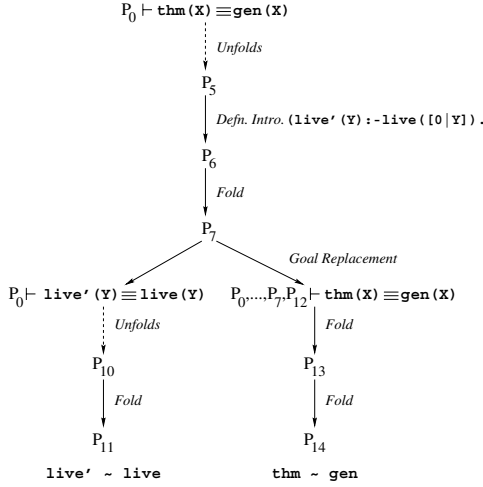 P0 ⊢ thm(X)≡gen(X)
Unfolds
P5
Defn. Intro. (live'(Y):-live([0|Y]).
P6
Fold
P7
Goal Replacement
P0 ⊢ live'(Y)≡live(Y)
P0,...,P7,P12 ⊢ thm(X)≡gen(X)
Unfolds
Fold
P10
P13
Fold
Fold
P11
P14
live' ~ live
thm ~ gen